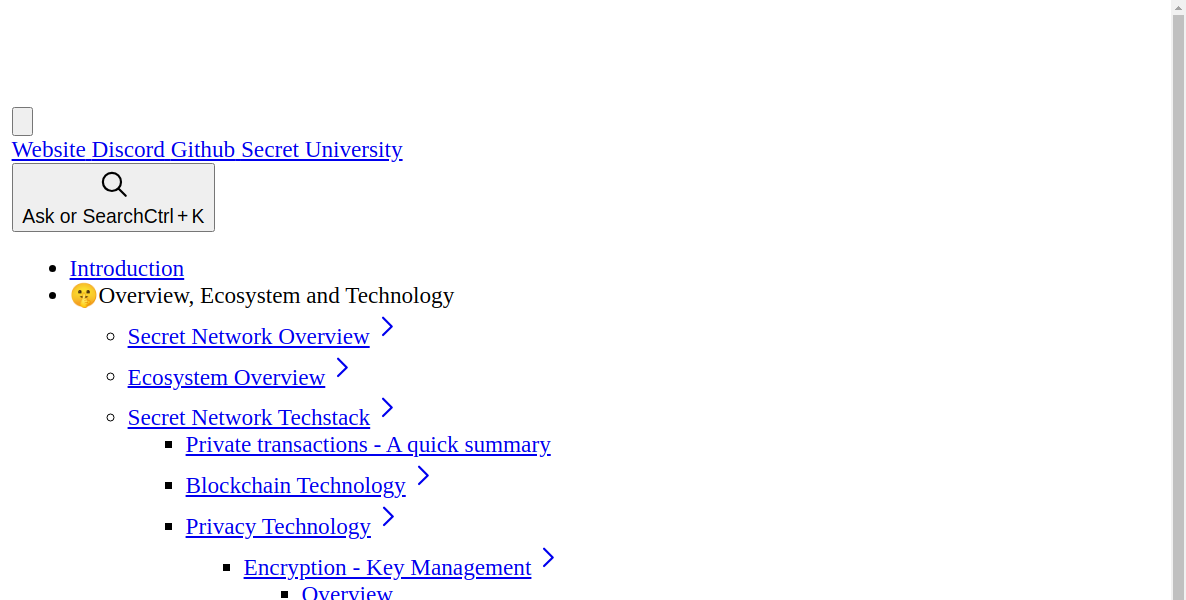 Website Discord Github Secret University
Ask or SearchCtrl + K
Introduction
🤫Overview, Ecosystem and Technology
Secret Network Overview
Ecosystem Overview
Secret Network Techstack
Private transactions - A quick summary
Blockchain Technology
Privacy Technology
Encryption - Key Management
Overview